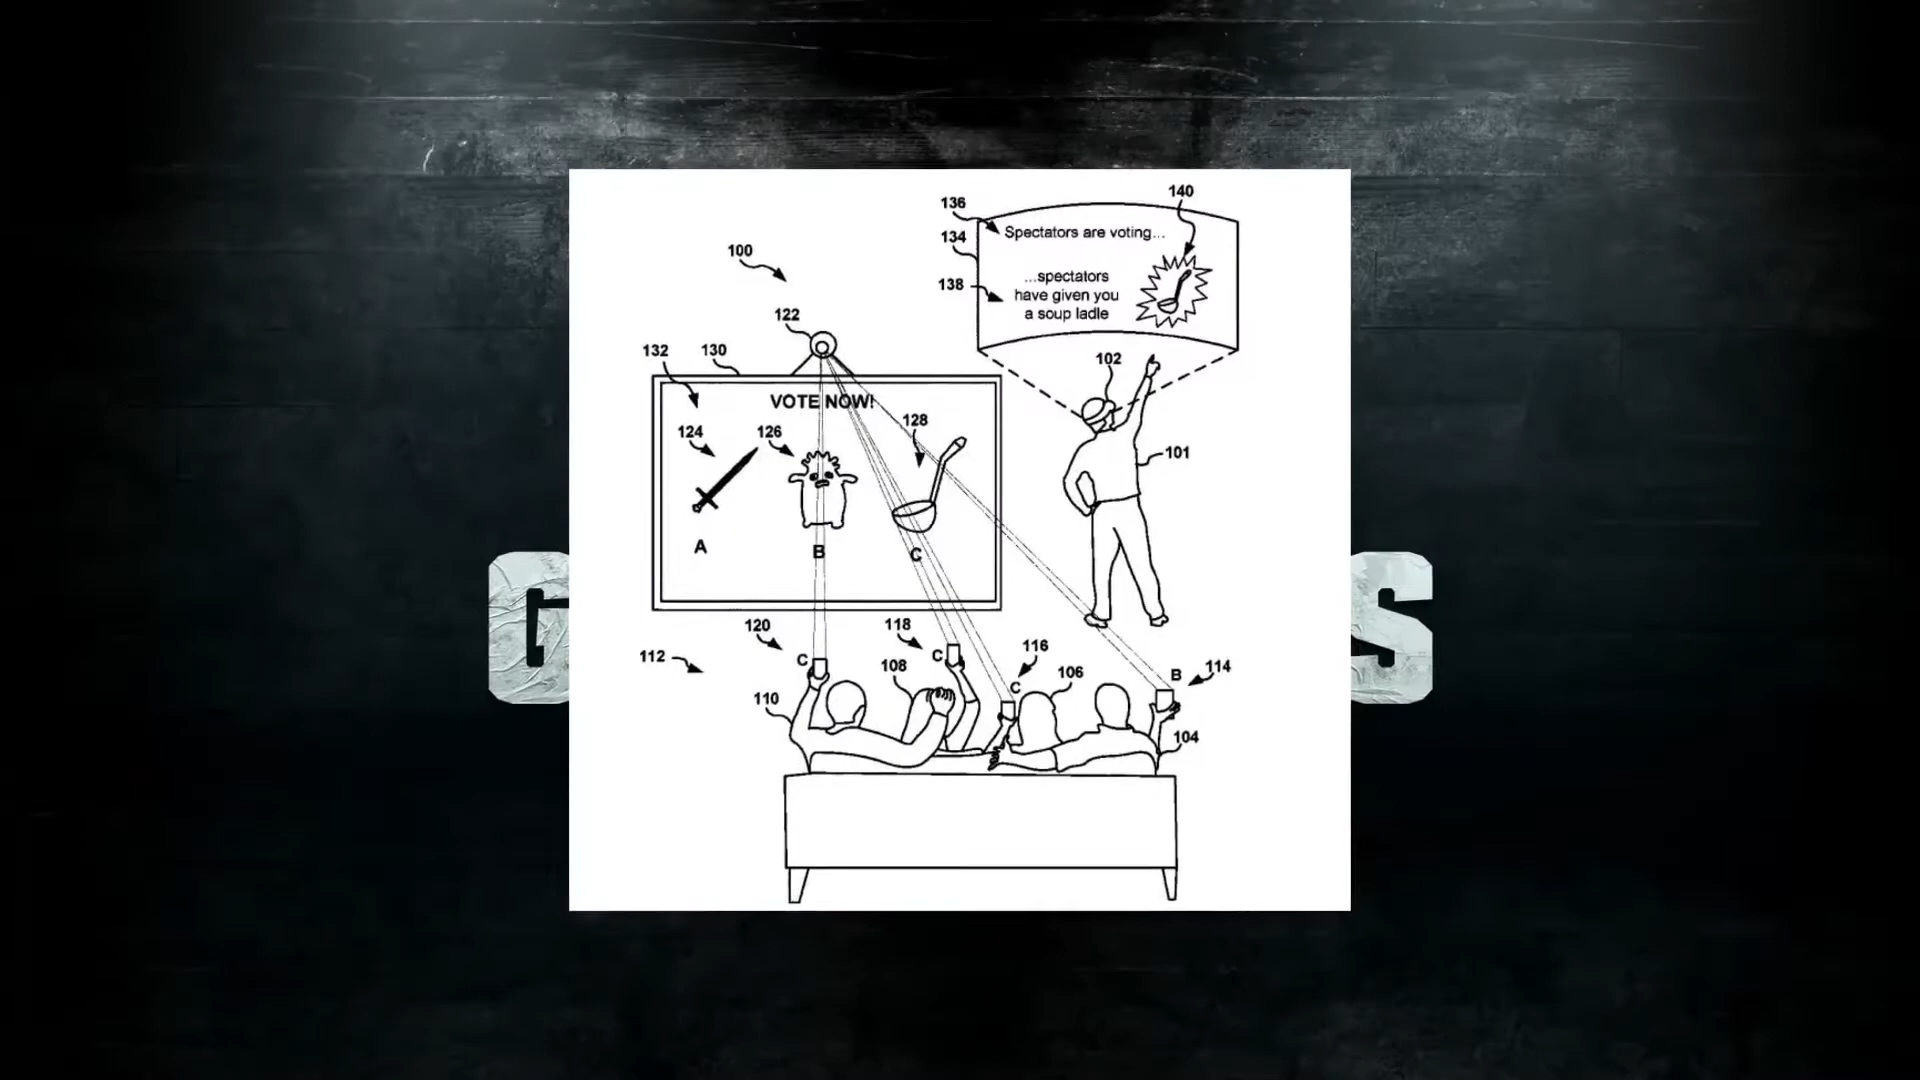 140
136
Spectators are voting...
134
100
...spectators
138
have given you
a soup ladle
122
132
130
102
VOTE NOW!
128
124
126
101
A
B
C
G
S
120
118
116
112
C
C
114
B
108
C
106
110
104